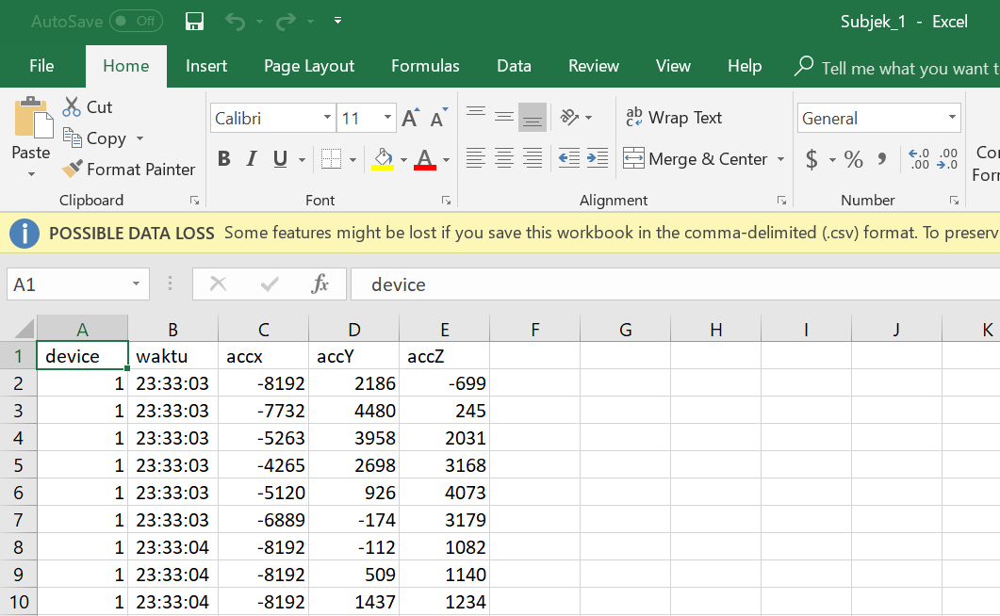 AutoSave Off Subjek_1 - Excel
File Home Insert Page Layout Formulas Data Review View Help Tell me what you want t
Cut
Copy
Format Painter
Paste
Clipboard
Calibri 11 A A
B I U A
Font
ab c Wrap Text
Merge & Center
Alignment
General
$ % , .0 .00 .00 .0
Number
Con
Form
POSSIBLE DATA LOSS Some features might be lost if you save this workbook in the comma-delimited (.csv) format. To preserv
A1 fx device
A B C D E F G H I J K
1 device waktu accx accY accZ
2 1 23:33:03 -8192 2186 -699
3 1 23:33:03 -7732 4480 245
4 1 23:33:03 -5263 3958 2031
5 1 23:33:03 -4265 2698 3168
6 1 23:33:03 -5120 926 4073
7 1 23:33:03 -6889 -174 3179
8 1 23:33:04 -8192 -112 1082
9 1 23:33:04 -8192 509 1140
10 1 23:33:04 -8192 1437 1234